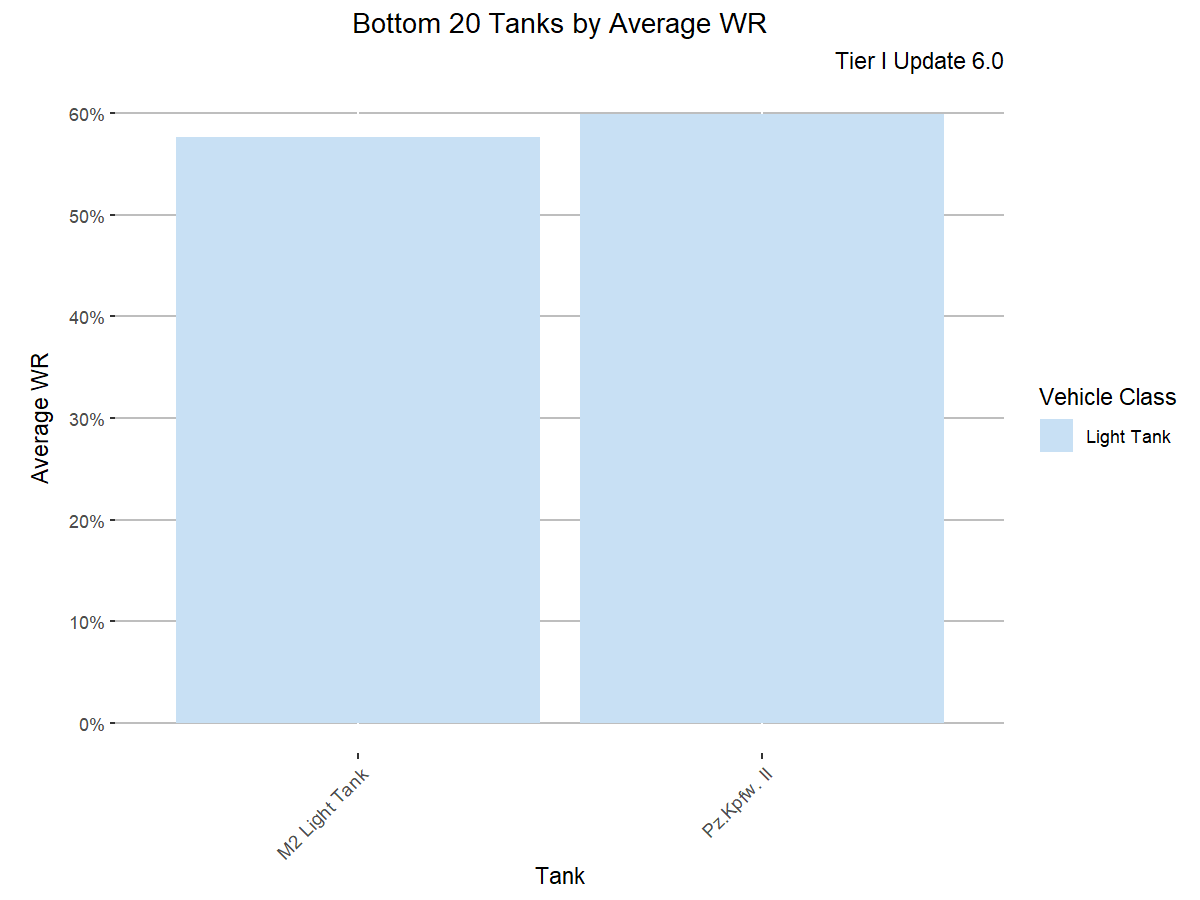 Bottom 20 Tanks by Average WR
Tier I Update 6.0
60%
50%
40%
30%
20%
10%
0%
Average WR
M2 Light Tank
Pz.Kpfw. II
Tank
Vehicle Class
Light Tank